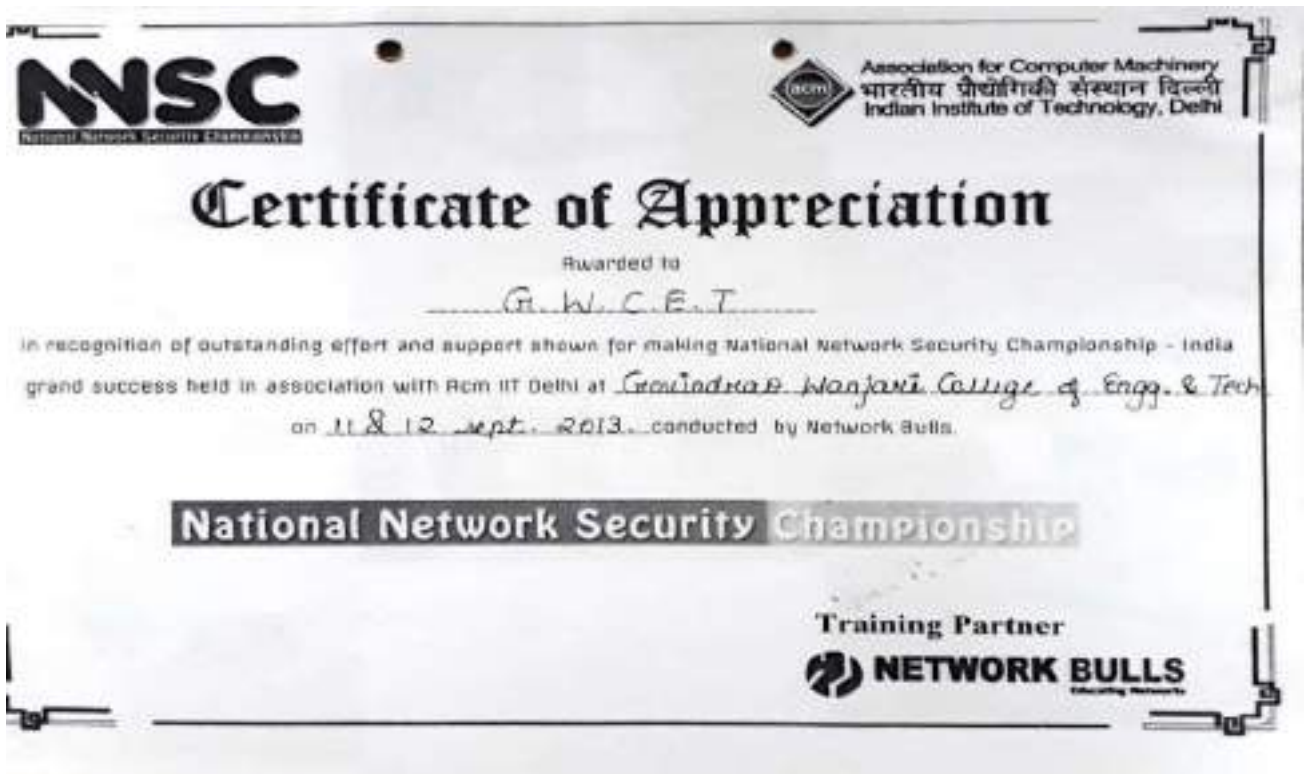 NNSC
National Network Security Championship
acm
Association for Computer Machinery
भारतीय प्रौद्योगिकी संस्थान दिल्ली
Indian Institute of Technology, Delhi
Certificate of Appreciation
Awarded to
G. W. C. E. T
in recognition of outstanding effort and support shown for making National Network Security Championship - India
grand success held in association with Acm IIT Delhi at Govindrao Wanjari College of Engg. & Tech
on 11 & 12 sept. 2013. conducted by Network Bulls.
National Network Security Championship
Training Partner
NETWORK BULLS
Educating Networks